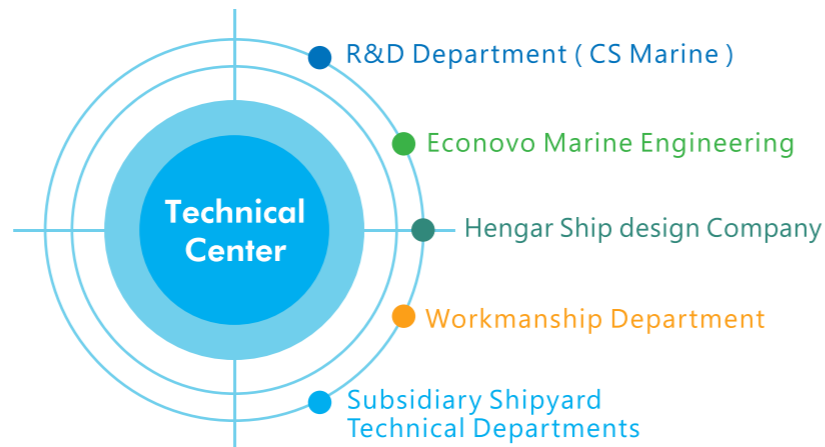 R&D Department ( CS Marine )
Econovo Marine Engineering
Technical
Center
Hengar Ship design Company
Workmanship Department
Subsidiary Shipyard
Technical Departments